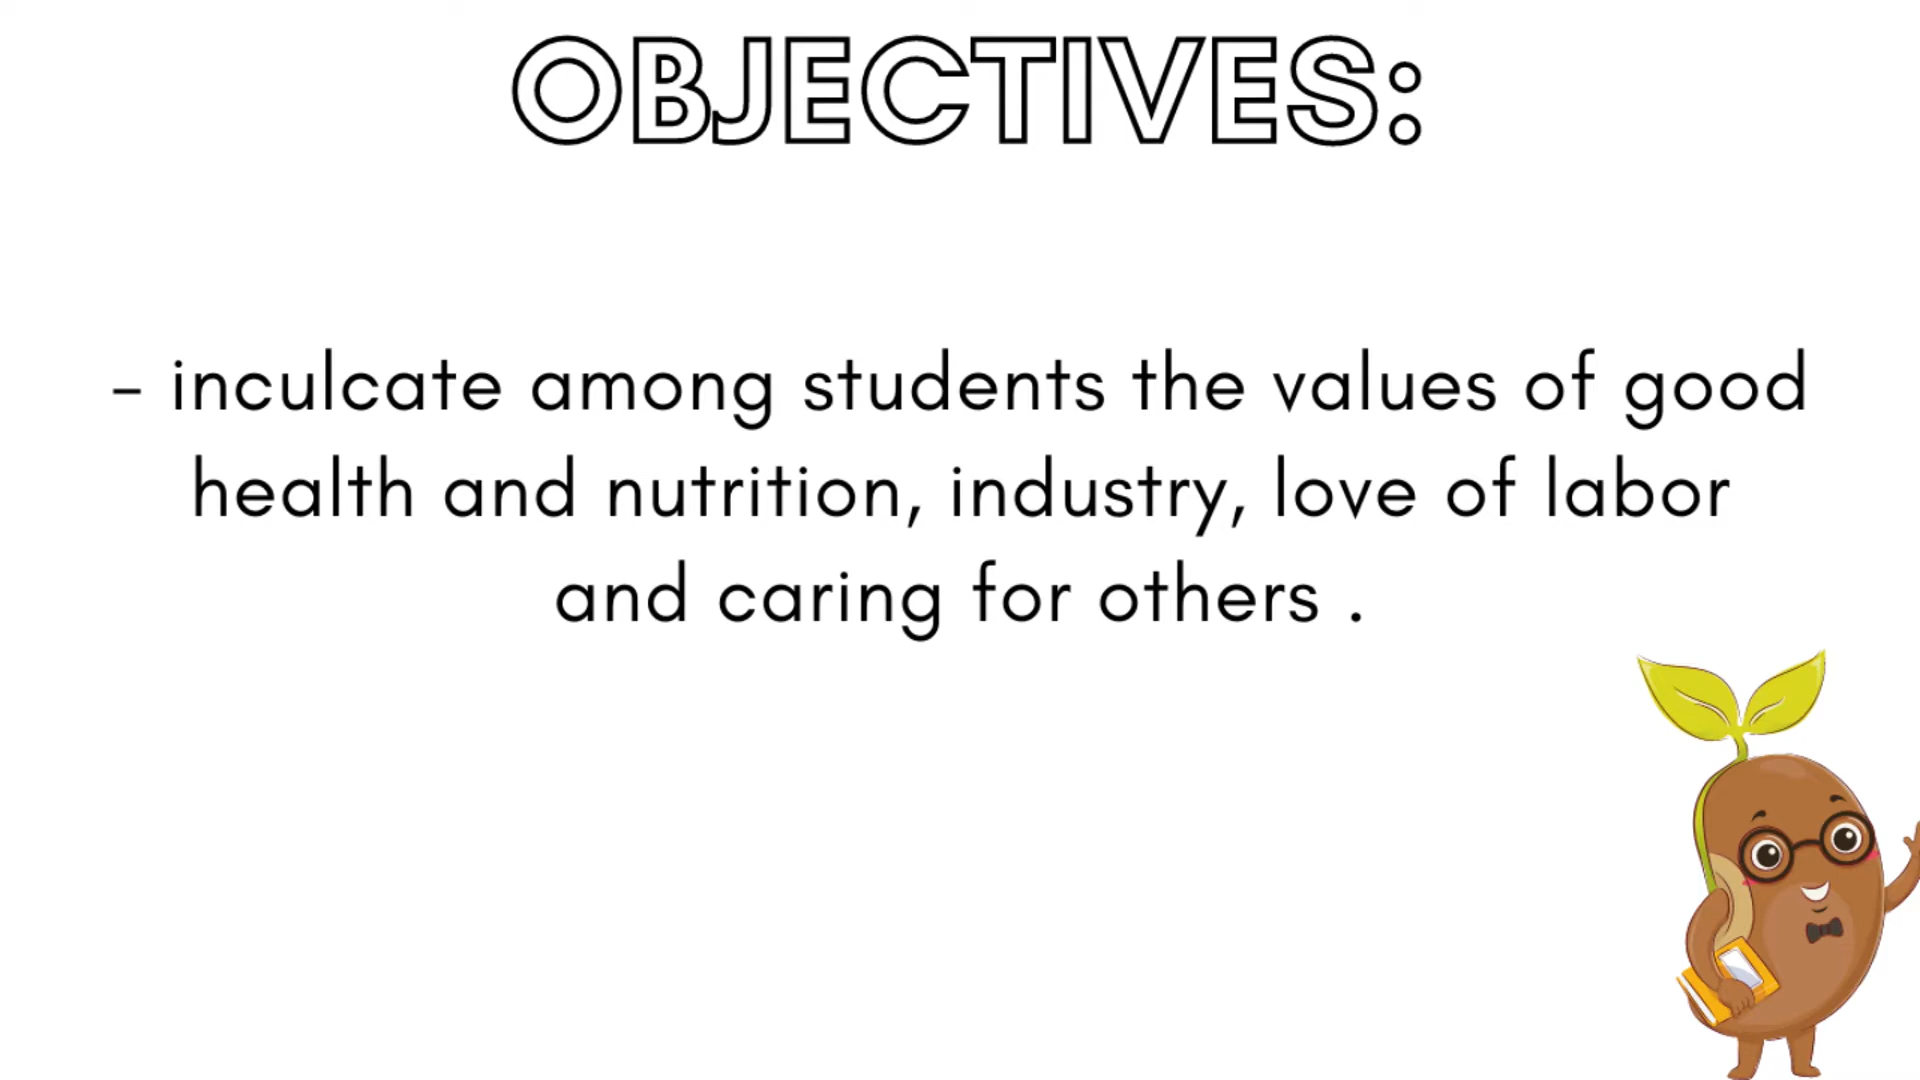 OBJECTIVES:
- inculcate among students the values of good
health and nutrition, industry, love of labor
and caring for others .